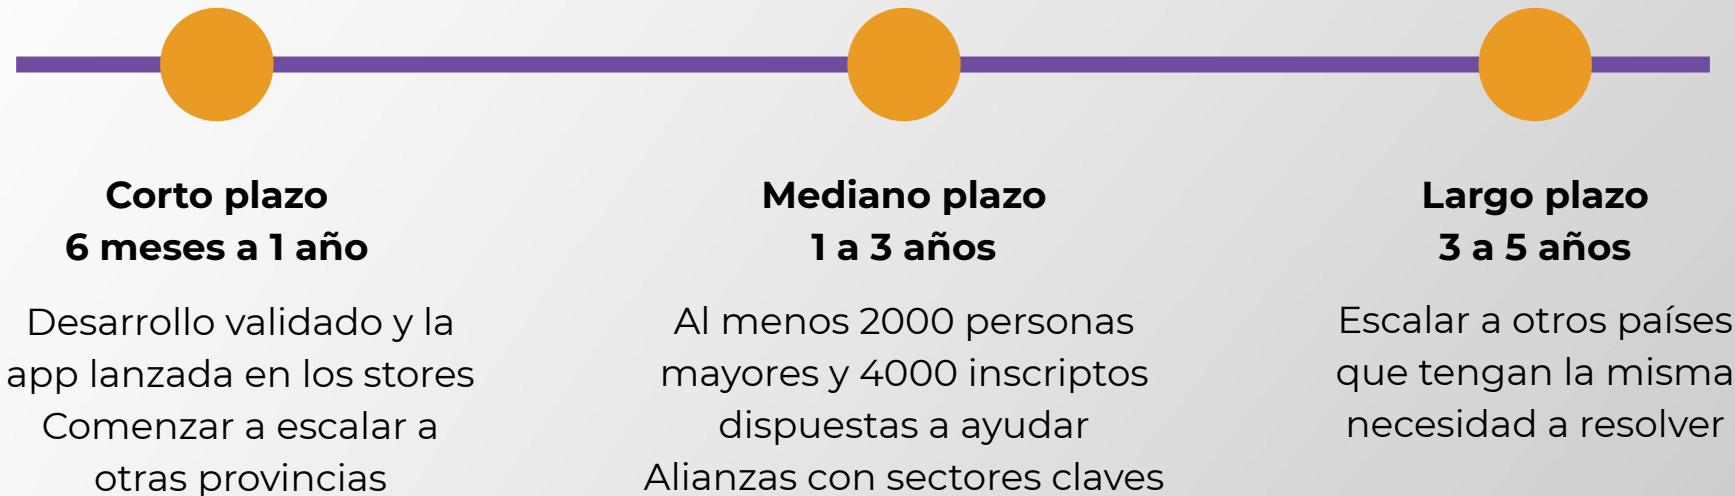 Corto plazo
6 meses a 1 año
Desarrollo validado y la
app lanzada en los stores
Comenzar a escalar a
otras provincias
Mediano plazo
1 a 3 años
Al menos 2000 personas
mayores y 4000 inscriptos
dispuestas a ayudar
Alianzas con sectores claves
Largo plazo
3 a 5 años
Escalar a otros países
que tengan la misma
necesidad a resolver